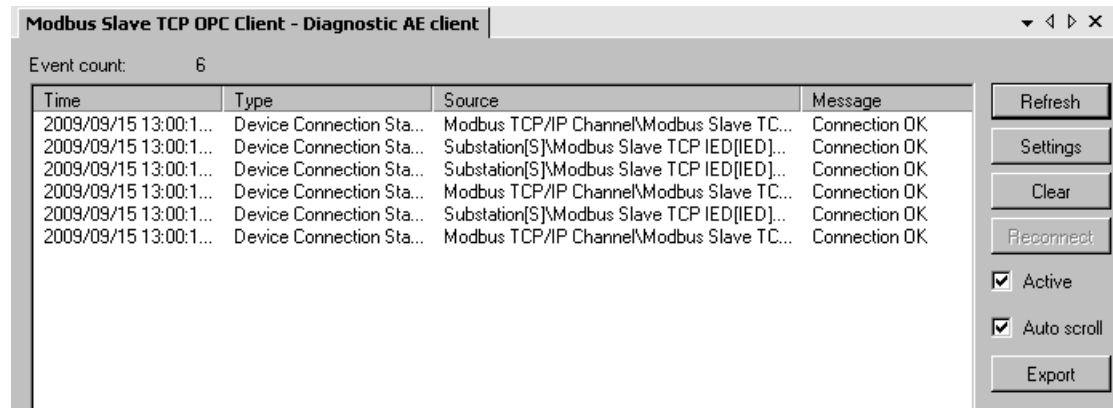 Modbus Slave TCP OPC Client - Diagnostic AE client
Event count: 6
Time Type Source Message
2009/09/15 13:00:1... Device Connection Sta... Modbus TCP/IP Channel\Modbus Slave TC... Connection OK
2009/09/15 13:00:1... Device Connection Sta... Substation[S]\Modbus Slave TCP IED[IED]... Connection OK
2009/09/15 13:00:1... Device Connection Sta... Substation[S]\Modbus Slave TCP IED[IED]... Connection OK
2009/09/15 13:00:1... Device Connection Sta... Modbus TCP/IP Channel\Modbus Slave TC... Connection OK
2009/09/15 13:00:1... Device Connection Sta... Substation[S]\Modbus Slave TCP IED[IED]... Connection OK
2009/09/15 13:00:1... Device Connection Sta... Modbus TCP/IP Channel\Modbus Slave TC... Connection OK
Refresh
Settings
Clear
Reconnect
Active
Auto scroll
Export